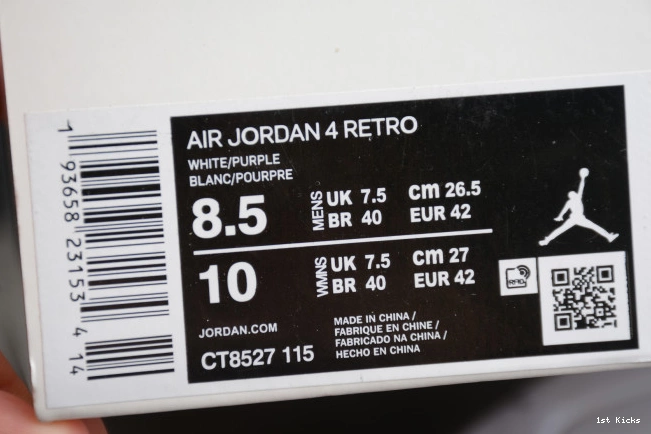 AIR JORDAN 4 RETRO
WHITE/PURPLE
BLANC/POURPRE
8.5
MENS
UK 7.5 cm 26.5
BR 40 EUR 42
10
WMNS
UK 7.5 cm 27
BR 40 EUR 42
RFID
JORDAN.COM
CT8527 115
MADE IN CHINA /
FABRIQUE EN CHINE /
FABRICADO NA CHINA /
HECHO EN CHINA
1 93658 23153 4 14
1st Kicks